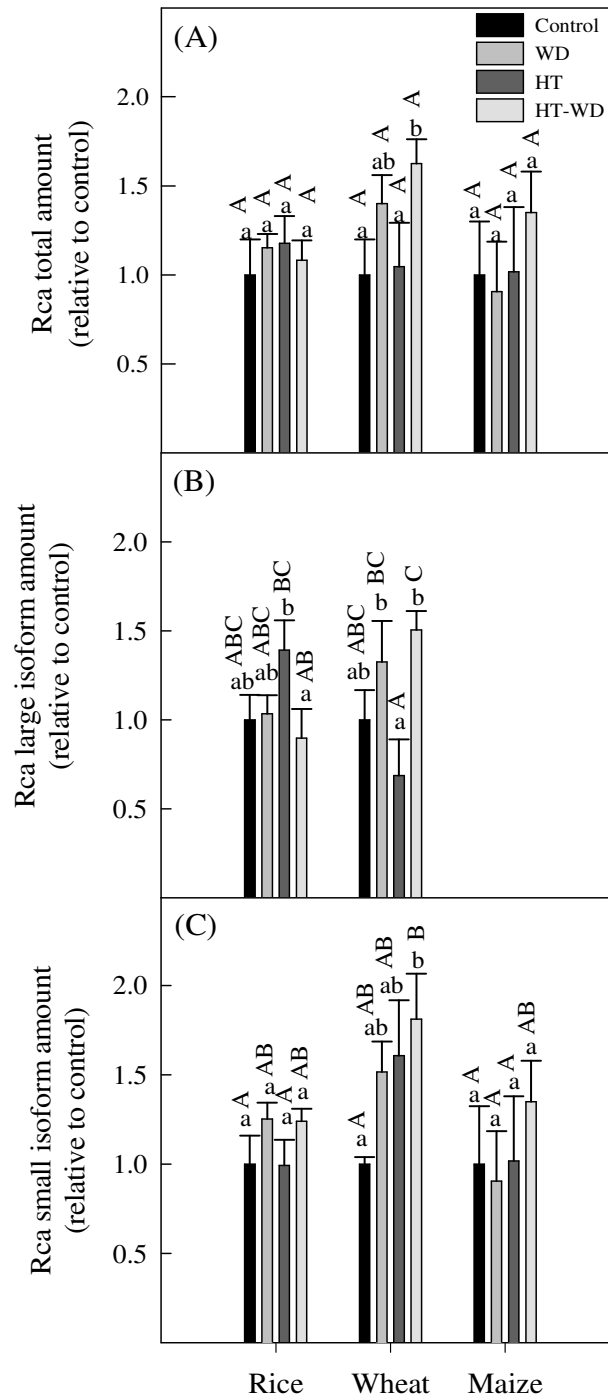 (A)
Control
WD
HT
HT-WD
Rca total amount
(relative to control)
2.0
1.5
1.0
0.5
A A A A A A A A A A A A
a a a a a ab a b a a a a
(B)
Rca large isoform amount
(relative to control)
2.0
1.5
1.0
0.5
ABC ABC BC AB ABC BC A C
ab ab b a ab b a b
(C)
Rca small isoform amount
(relative to control)
2.0
1.5
1.0
0.5
A AB A AB A AB AB B A A A AB
a a a a a ab ab b a a a a
Rice Wheat Maize